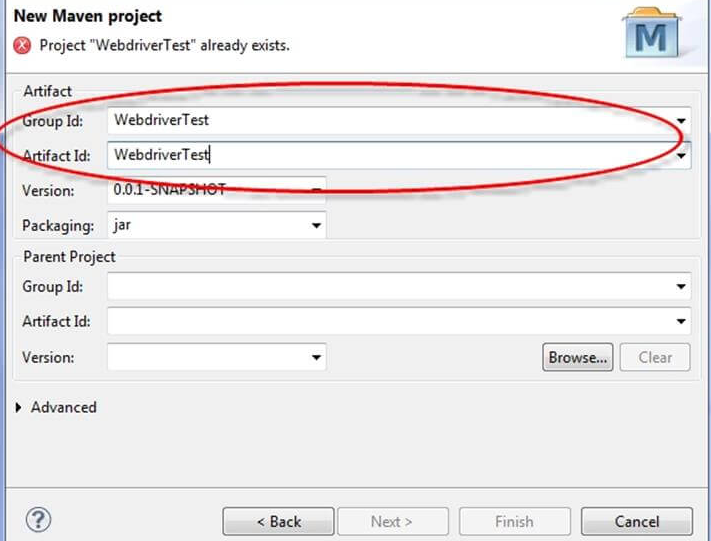 New Maven project
Project "WebdriverTest" already exists.
M
Artifact
Group Id: WebdriverTest
Artifact Id: WebdriverTest
Version: 0.0.1-SNAPSHOT
Packaging: jar
Parent Project
Group Id:
Artifact Id:
Version: Browse... Clear
Advanced
? < Back Next > Finish Cancel